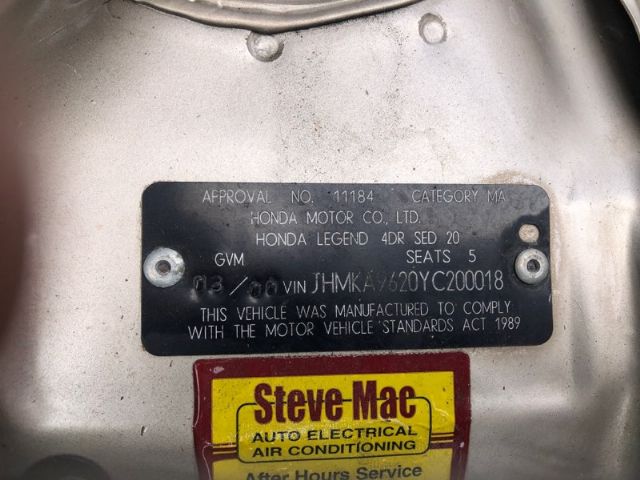 APPROVAL NO. 11184 CATEGORY MA
HONDA MOTOR CO., LTD.
HONDA LEGEND 4DR SED 20
GVM SEATS 5
03/00 VIN JHMKA9620YC200018
THIS VEHICLE WAS MANUFACTURED TO COMPLY
WITH THE MOTOR VEHICLE STANDARDS ACT 1989
Steve Mac
AUTO ELECTRICAL
AIR CONDITIONING
After Hours Service